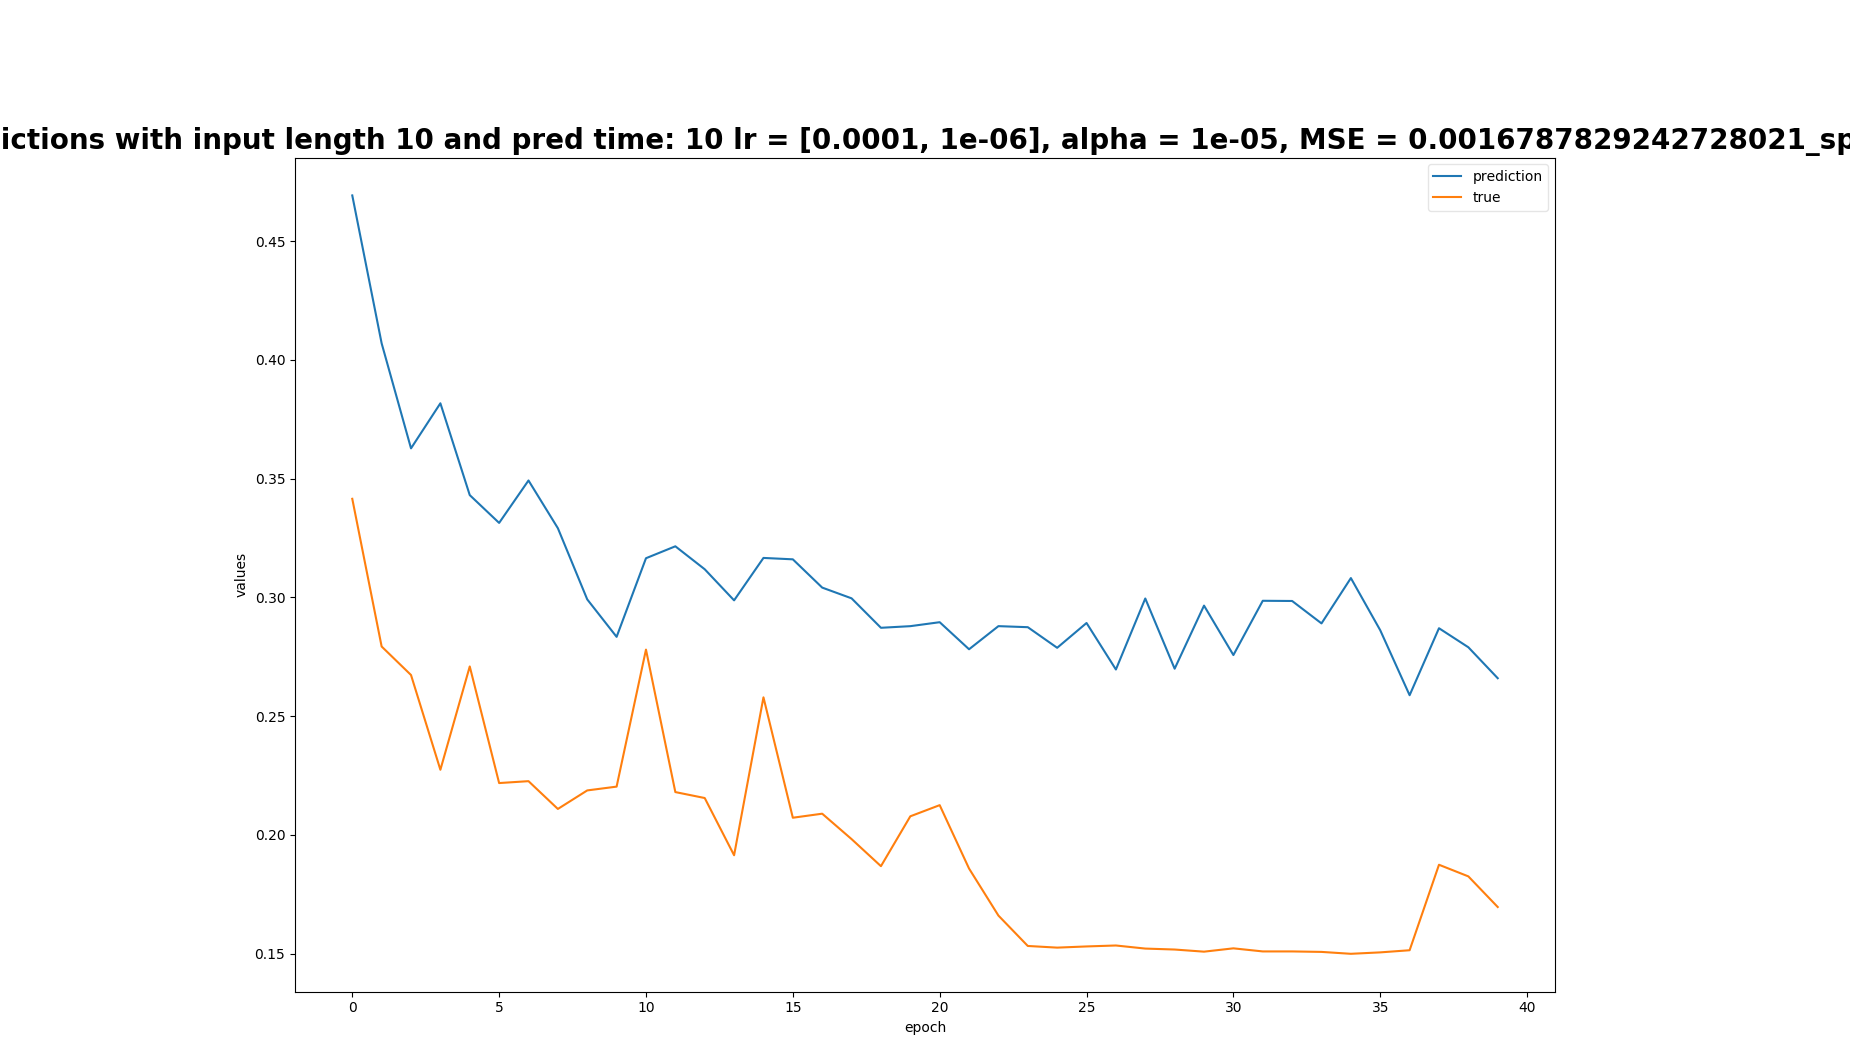 ictions with input length 10 and pred time: 10 lr = [0.0001, 1e-06], alpha = 1e-05, MSE = 0.0016787829242728021_sp
prediction
true
0.45
0.40
0.35
0.30
0.25
0.20
0.15
values
0 5 10 15 20 25 30 35 40
epoch